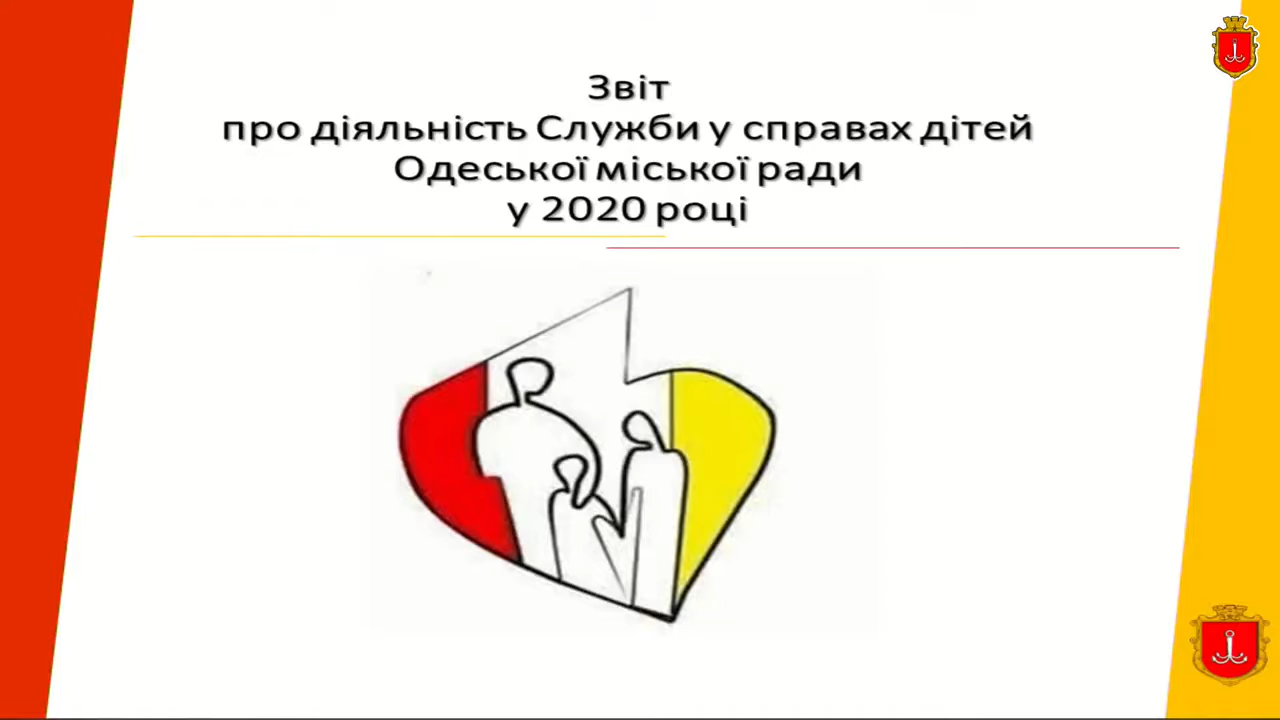 Звіт
про діяльність Служби у справах дітей
Одеської міської ради
у 2020 році